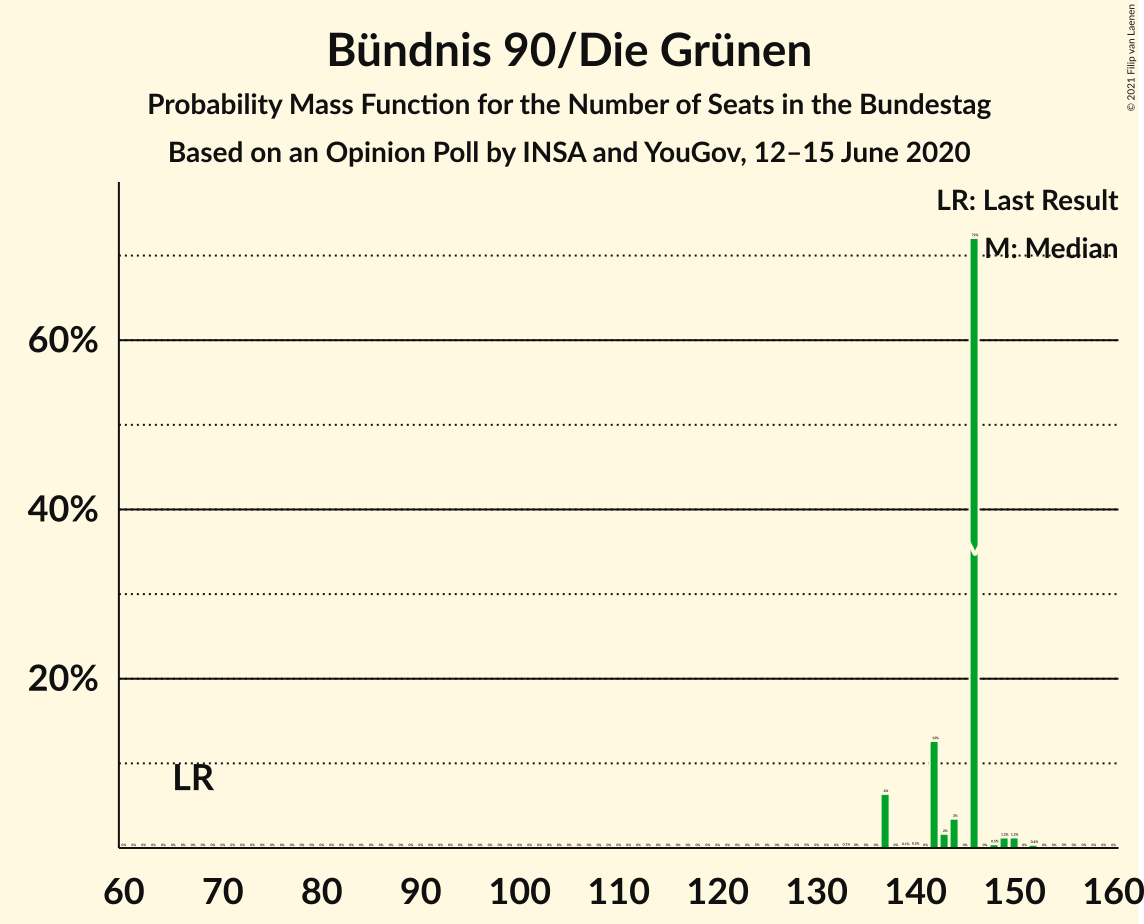 Bündnis 90/Die Grünen
Probability Mass Function for the Number of Seats in the Bundestag
Based on an Opinion Poll by INSA and YouGov, 12–15 June 2020
© 2021 Filip van Laenen
LR: Last Result
M: Median
60%
40%
20%
LR
72%
60 70 80 90 100 110 120 130 140 150 160